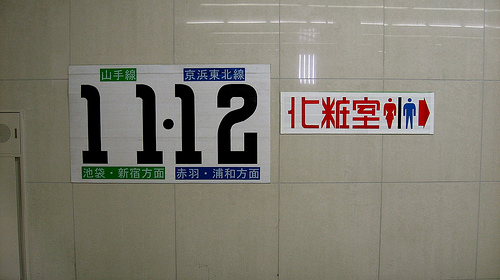 山手線 京浜東北線
11・12
池袋・新宿方面 赤羽・浦和方面
化粧室